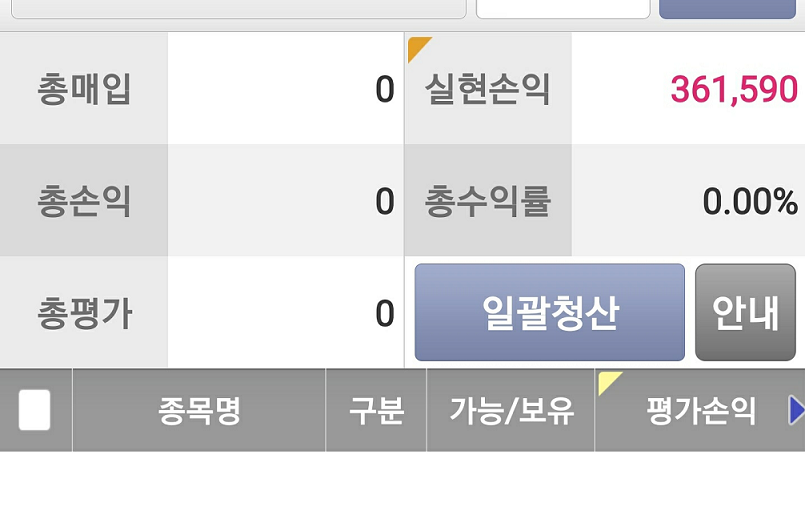 총매입 0 실현손익 361,590
총손익 0 총수익률 0.00%
총평가 0 일괄청산 안내
종목명 구분 가능/보유 평가손익